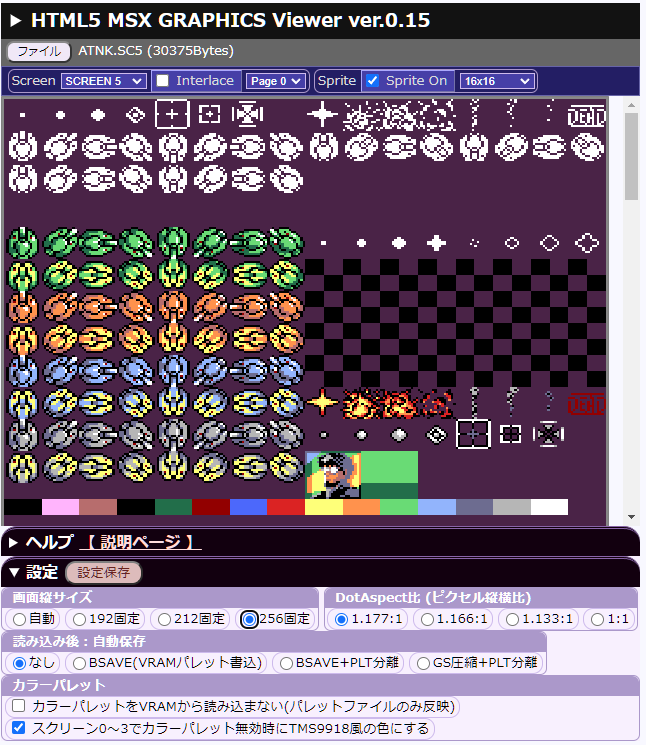 ▶ HTML5 MSX GRAPHICS Viewer ver.0.15
ファイル ATNK.SC5 (30375Bytes)
Screen SCREEN 5 Interlace Page 0 Sprite Sprite On 16x16
DEAD
DEAD
▶ ヘルプ 【 説明ページ 】
▼ 設定 設定保存
画面縦サイズ DotAspect比 (ピクセル縦横比)
自動 192固定 212固定 256固定 1.177:1 1.166:1 1.133:1 1:1
読み込み後：自動保存
なし BSAVE(VRAMパレット書込) BSAVE+PLT分離 GS圧縮+PLT分離
カラーパレット
カラーパレットをVRAMから読み込まない(パレットファイルのみ反映)
スクリーン0〜3でカラーパレット無効時にTMS9918風の色にする